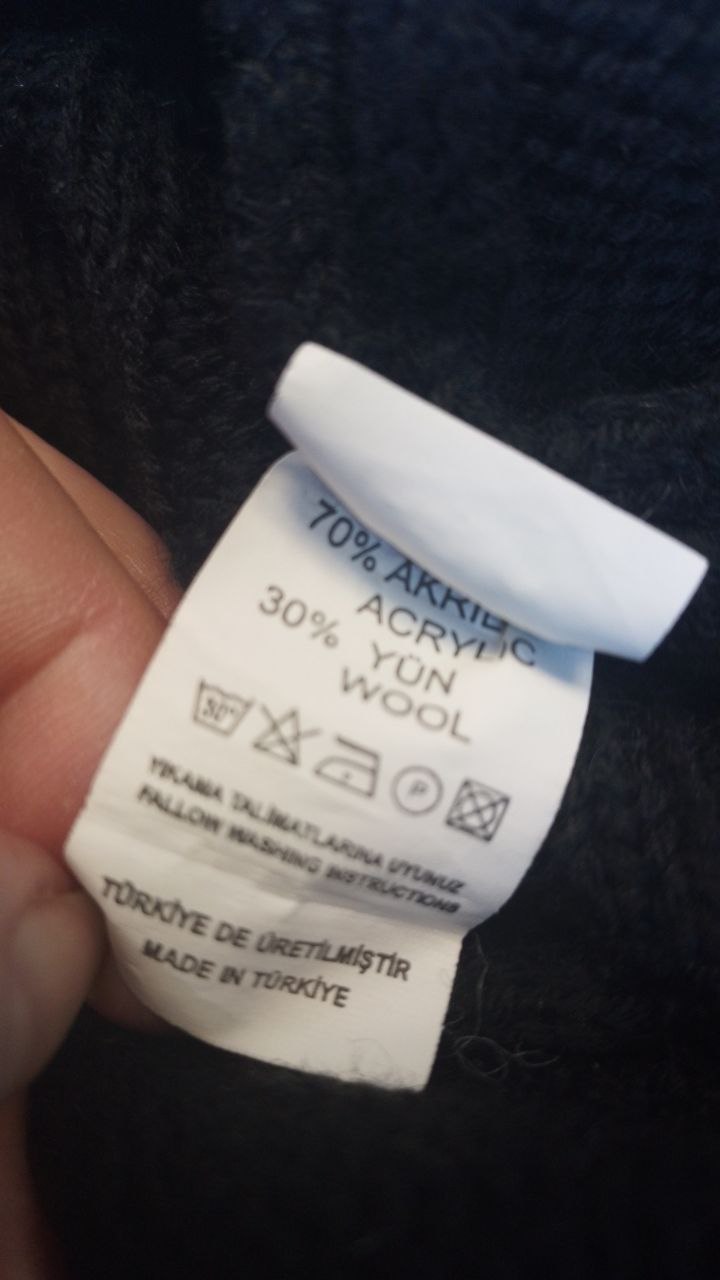 70% AKRİLİK
ACRYLIC
30% YÜN
WOOL
30°
P
YIKAMA TALİMATLARINA UYUNUZ
FALLOW WASHING INSTRUCTIONS
TÜRKİYE DE ÜRETİLMİŞTİR
MADE IN TÜRKİYE